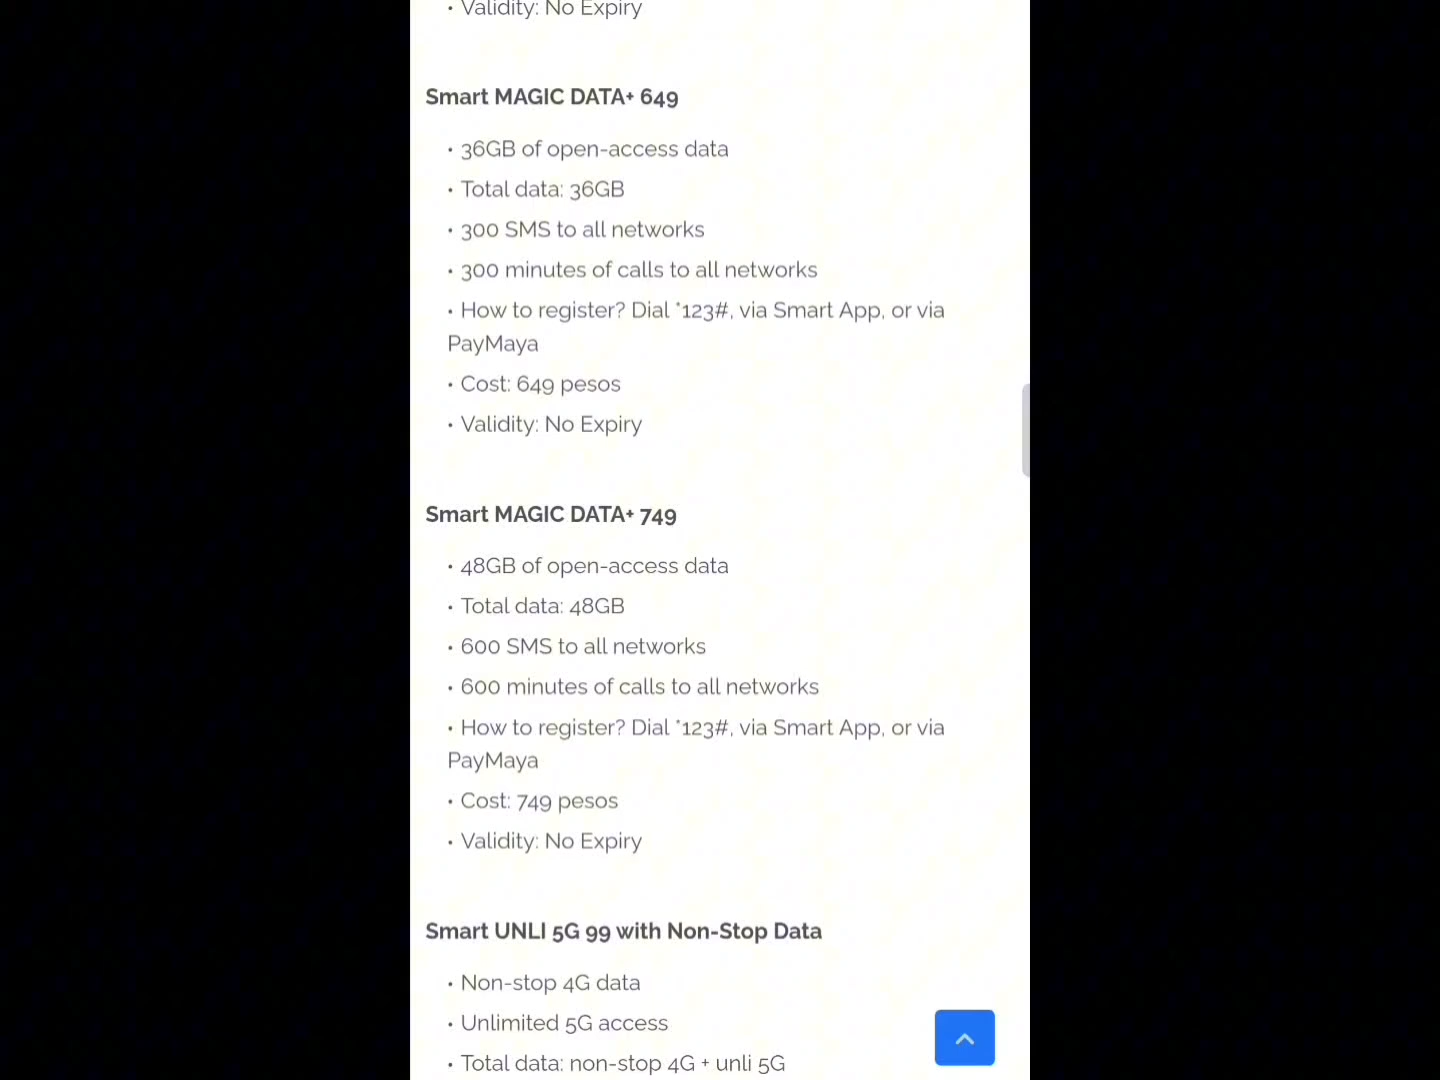 • Validity: No Expiry
Smart MAGIC DATA+ 649
• 36GB of open-access data
• Total data: 36GB
• 300 SMS to all networks
• 300 minutes of calls to all networks
• How to register? Dial *123#, via Smart App, or via
PayMaya
• Cost: 649 pesos
• Validity: No Expiry
Smart MAGIC DATA+ 749
• 48GB of open-access data
• Total data: 48GB
• 600 SMS to all networks
• 600 minutes of calls to all networks
• How to register? Dial *123#, via Smart App, or via
PayMaya
• Cost: 749 pesos
• Validity: No Expiry
Smart UNLI 5G 99 with Non-Stop Data
• Non-stop 4G data
• Unlimited 5G access
• Total data: non-stop 4G + unli 5G